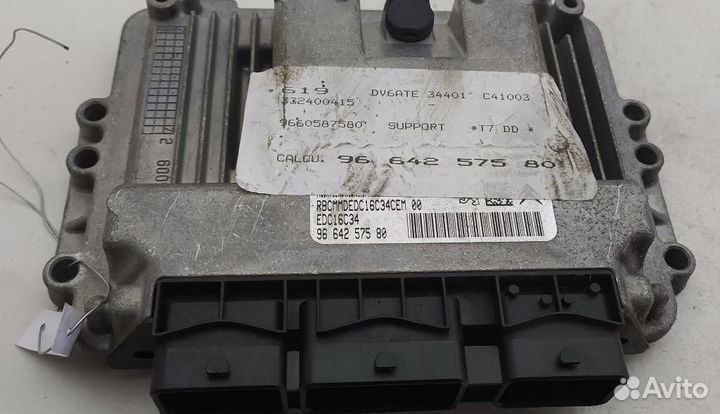 619 DV6ATE 34401 C41003
332400415 -
9660587580 SUPPORT *T7 DD *
CALCU. 96 642 575 80
RBCMMDEDC16C34CEM 00
EDC16C34
96 642 575 80
Avito